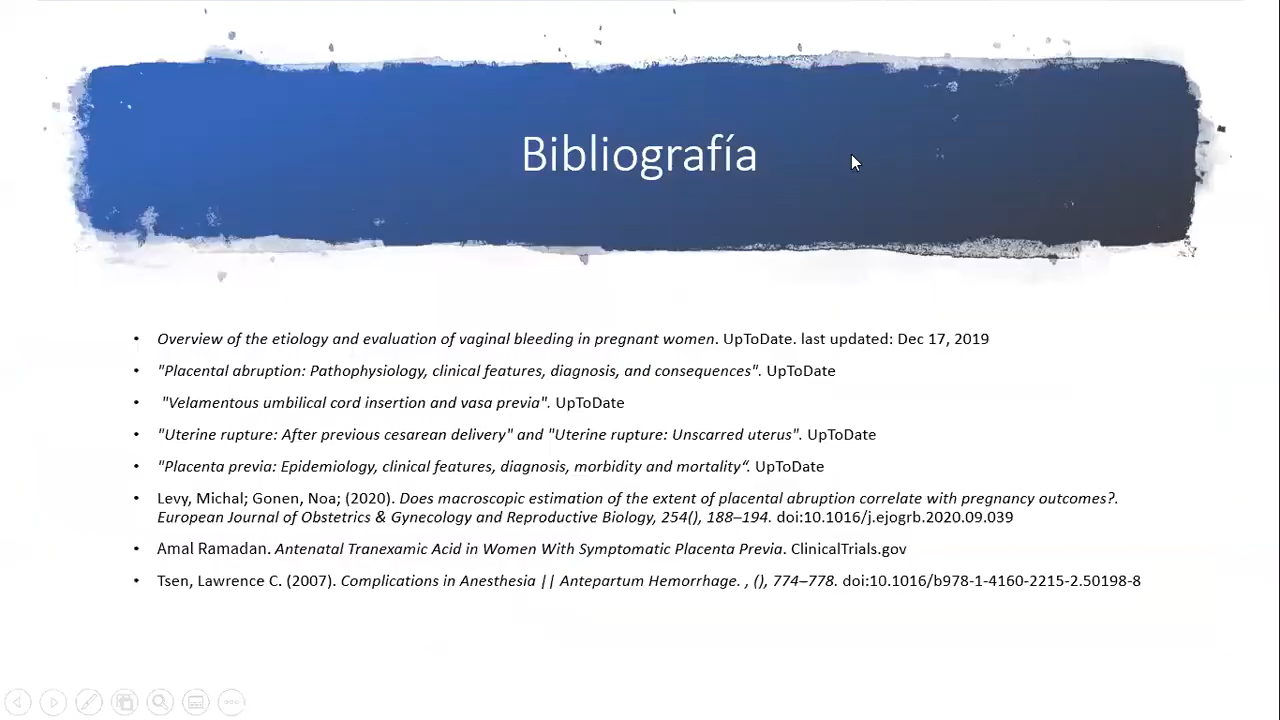 Bibliografía
• Overview of the etiology and evaluation of vaginal bleeding in pregnant women. UpToDate. last updated: Dec 17, 2019
• "Placental abruption: Pathophysiology, clinical features, diagnosis, and consequences". UpToDate
• "Velamentous umbilical cord insertion and vasa previa". UpToDate
• "Uterine rupture: After previous cesarean delivery" and "Uterine rupture: Unscarred uterus". UpToDate
• "Placenta previa: Epidemiology, clinical features, diagnosis, morbidity and mortality“. UpToDate
• Levy, Michal; Gonen, Noa; (2020). Does macroscopic estimation of the extent of placental abruption correlate with pregnancy outcomes?.
European Journal of Obstetrics & Gynecology and Reproductive Biology, 254(), 188–194. doi:10.1016/j.ejogrb.2020.09.039
• Amal Ramadan. Antenatal Tranexamic Acid in Women With Symptomatic Placenta Previa. ClinicalTrials.gov
• Tsen, Lawrence C. (2007). Complications in Anesthesia || Antepartum Hemorrhage. , (), 774–778. doi:10.1016/b978-1-4160-2215-2.50198-8